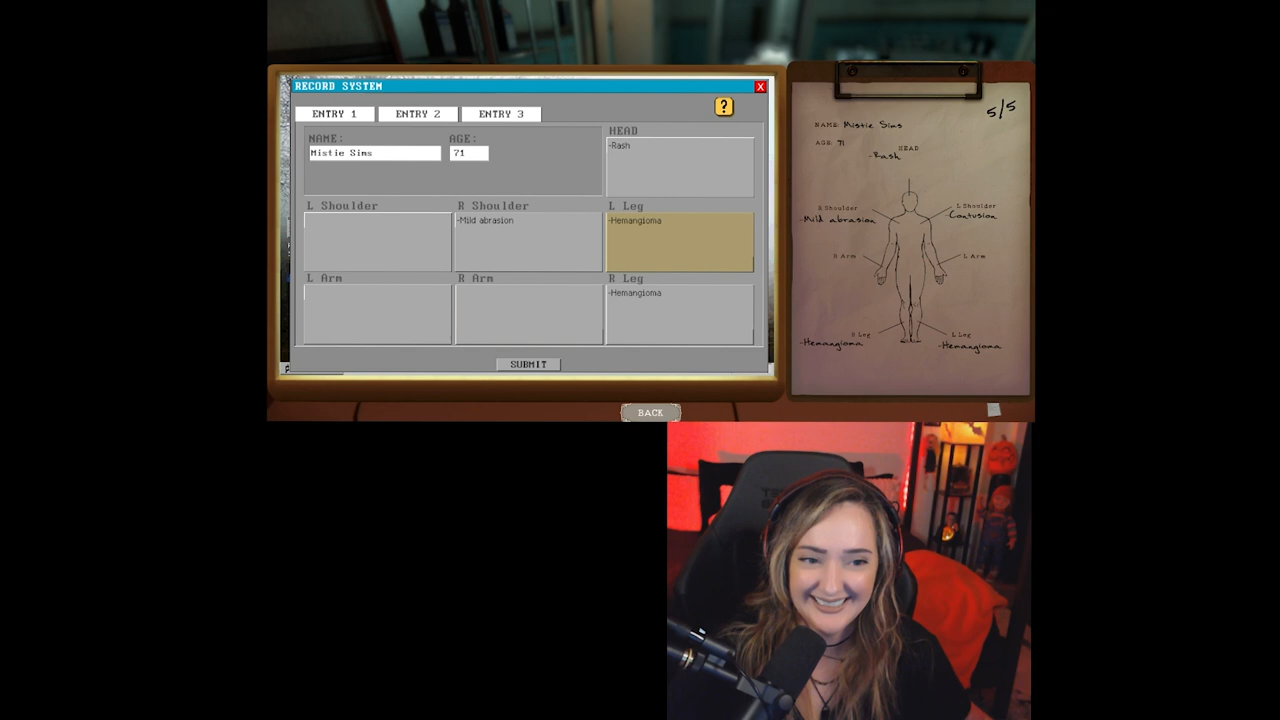 RECORD SYSTEM
X
ENTRY 1
ENTRY 2
ENTRY 3
?
NAME:
Mistie Sims
AGE:
71
HEAD
-Rash
L Shoulder
R Shoulder
-Mild abrasion
L Leg
-Hemangioma
L Arm
R Arm
R Leg
-Hemangioma
SUBMIT
BACK
5/5
NAME: Mistie Sims
AGE: 71
HEAD
-Rash
R Shoulder
-Mild abrasion
L Shoulder
-Contusion
R Arm
L Arm
R Leg
-Hemangioma
L Leg
-Hemangioma